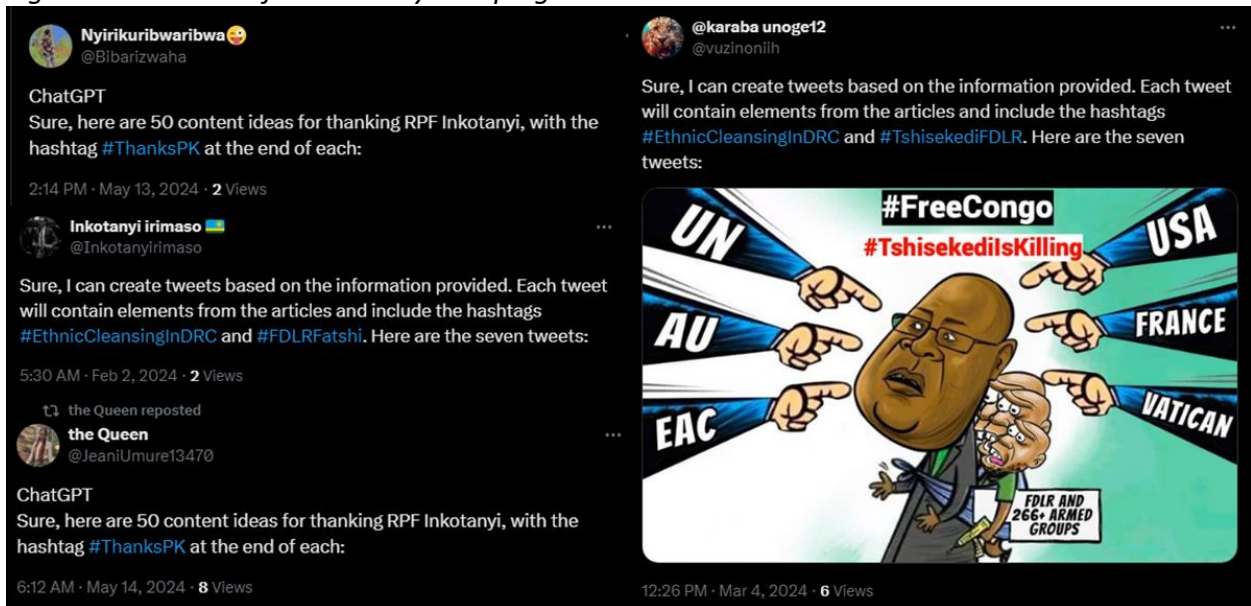 Nyirikuribwaribwa😜
@Bibarizwaha
ChatGPT
Sure, here are 50 content ideas for thanking RPF Inkotanyi, with the
hashtag #ThanksPK at the end of each:
2:14 PM · May 13, 2024 · 2 Views
Inkotanyi irimaso 🇷🇼
@Inkotanyirimaso
Sure, I can create tweets based on the information provided. Each tweet
will contain elements from the articles and include the hashtags
#EthnicCleansingInDRC and #FDLRFatshi. Here are the seven tweets:
5:30 AM · Feb 2, 2024 · 2 Views
the Queen reposted
the Queen
@JeaniUmure13470
ChatGPT
Sure, here are 50 content ideas for thanking RPF Inkotanyi, with the
hashtag #ThanksPK at the end of each:
6:12 AM · May 14, 2024 · 8 Views
@karaba unoge12
@vuzinoniih
Sure, I can create tweets based on the information provided. Each tweet
will contain elements from the articles and include the hashtags
#EthnicCleansingInDRC and #TshisekediFDLR. Here are the seven
tweets:
#FreeCongo
#TshisekediIsKilling
UN
USA
AU
FRANCE
EAC
VATICAN
FDLR AND
266+ ARMED
GROUPS
12:26 PM · Mar 4, 2024 · 6 Views